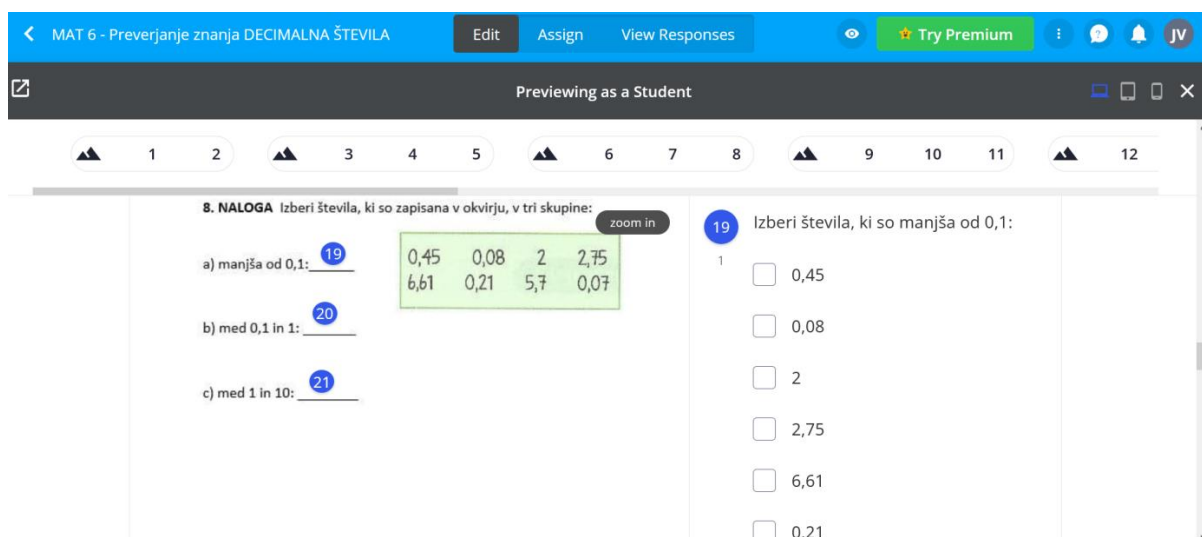 MAT 6 - Preverjanje znanja DECIMALNA ŠTEVILA
Edit Assign View Responses
Try Premium
? JV
Previewing as a Student
1 2 3 4 5 6 7 8 9 10 11 12
8. NALOGA Izberi števila, ki so zapisana v okvirju, v tri skupine:
zoom in
a) manjša od 0,1: 19
0,45 0,08 2 2,75
6,61 0,21 5,7 0,07
b) med 0,1 in 1: 20
c) med 1 in 10: 21
19 Izberi števila, ki so manjša od 0,1:
1
0,45
0,08
2
2,75
6,61
0,21